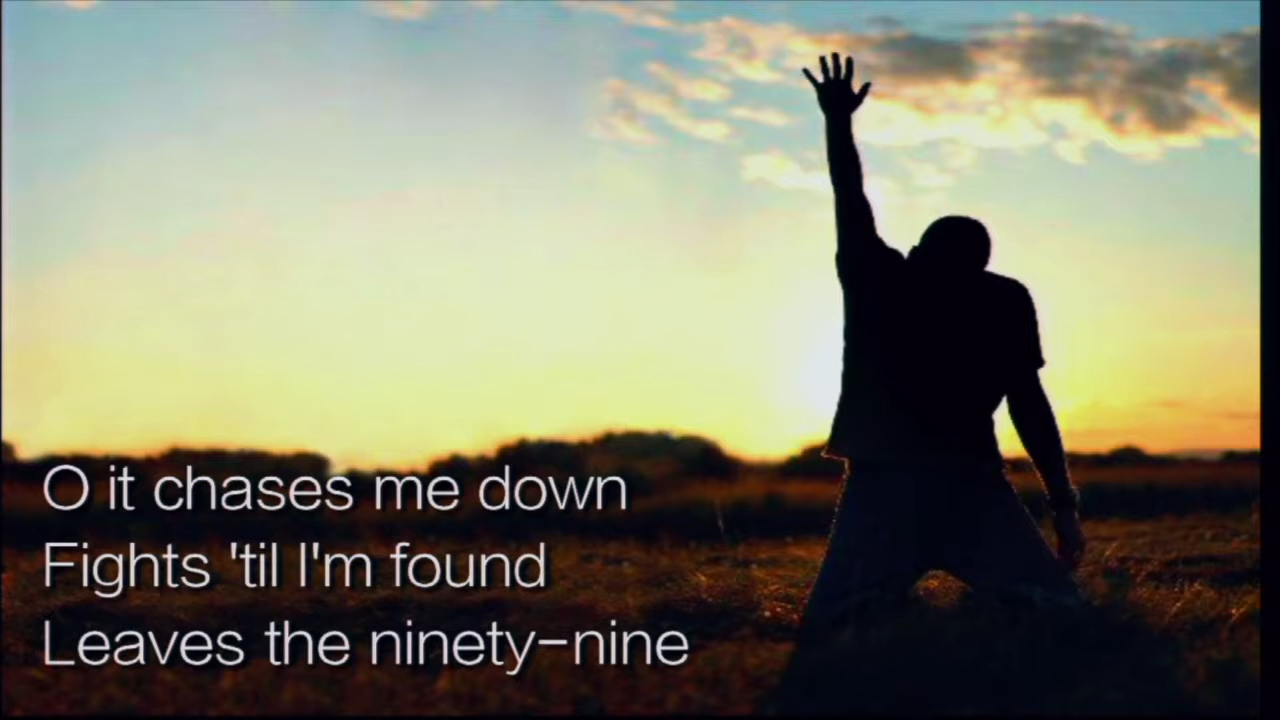 O it chases me down
Fights 'til I'm found
Leaves the ninety-nine